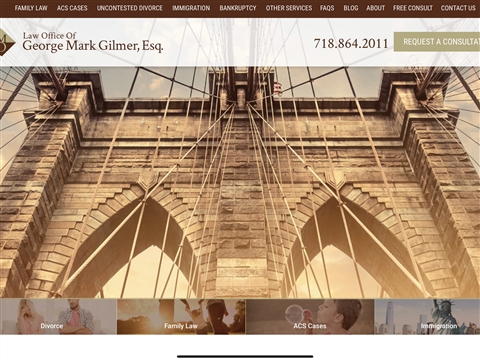 FAMILY LAW ACS CASES UNCONTESTED DIVORCE IMMIGRATION BANKRUPTCY OTHER SERVICES FAQS BLOG ABOUT FREE CONSULT CONTACT US
Law Office Of
George Mark Gilmer, Esq.
718.864.2011
REQUEST A CONSULTA
Divorce
Family Law
ACS Cases
Immigration